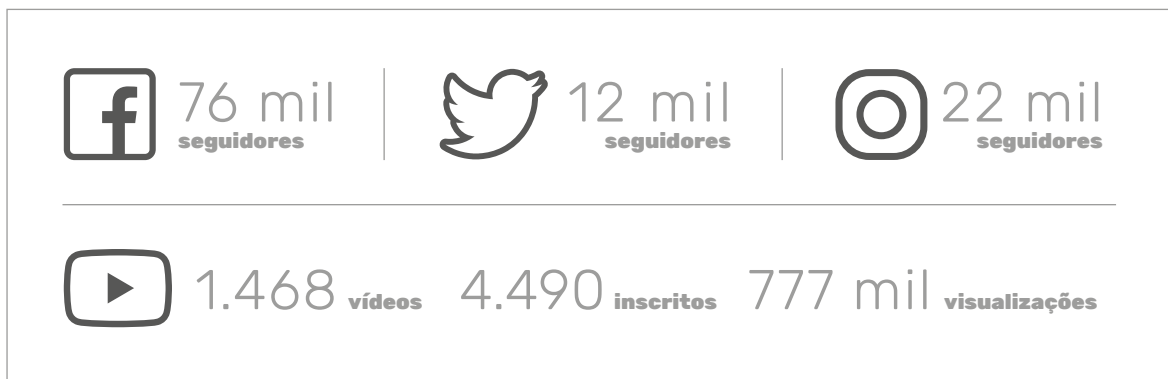 76 mil
seguidores
12 mil
seguidores
22 mil
seguidores
1.468 vídeos
4.490 inscritos
777 mil visualizações